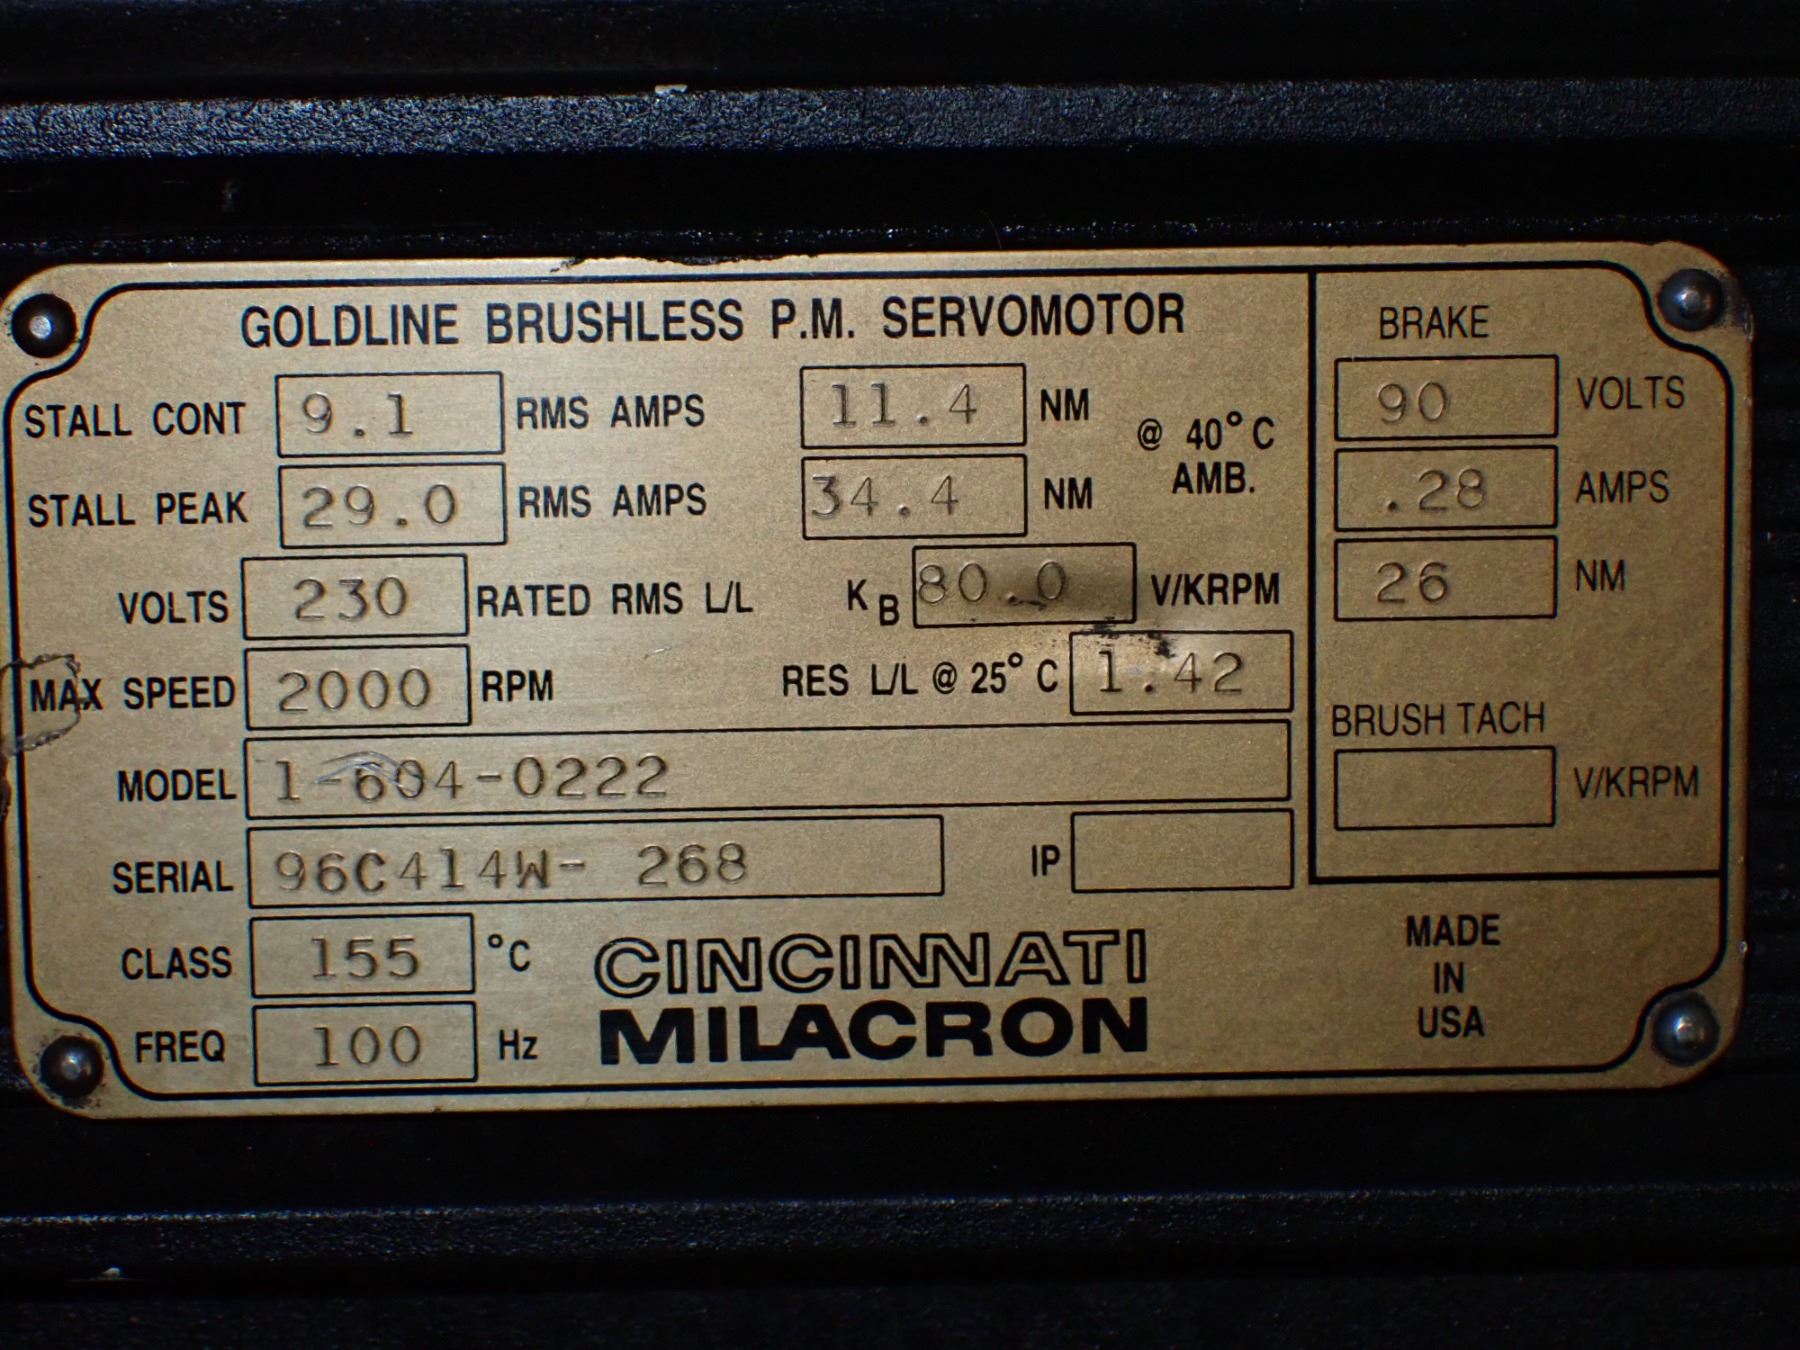 GOLDLINE BRUSHLESS P.M. SERVOMOTOR
STALL CONT 9.1 RMS AMPS 11.4 NM
STALL PEAK 29.0 RMS AMPS 34.4 NM
@ 40°C
AMB.
VOLTS 230 RATED RMS L/L KB 80.0 V/KRPM
MAX SPEED 2000 RPM RES L/L @ 25°C 1.42
MODEL 1-604-0222
SERIAL 96C414W- 268 IP
CLASS 155 °C
FREQ 100 Hz
CINCINNATI
MILACRON
BRAKE
90 VOLTS
.28 AMPS
26 NM
BRUSH TACH
V/KRPM
MADE
IN
USA